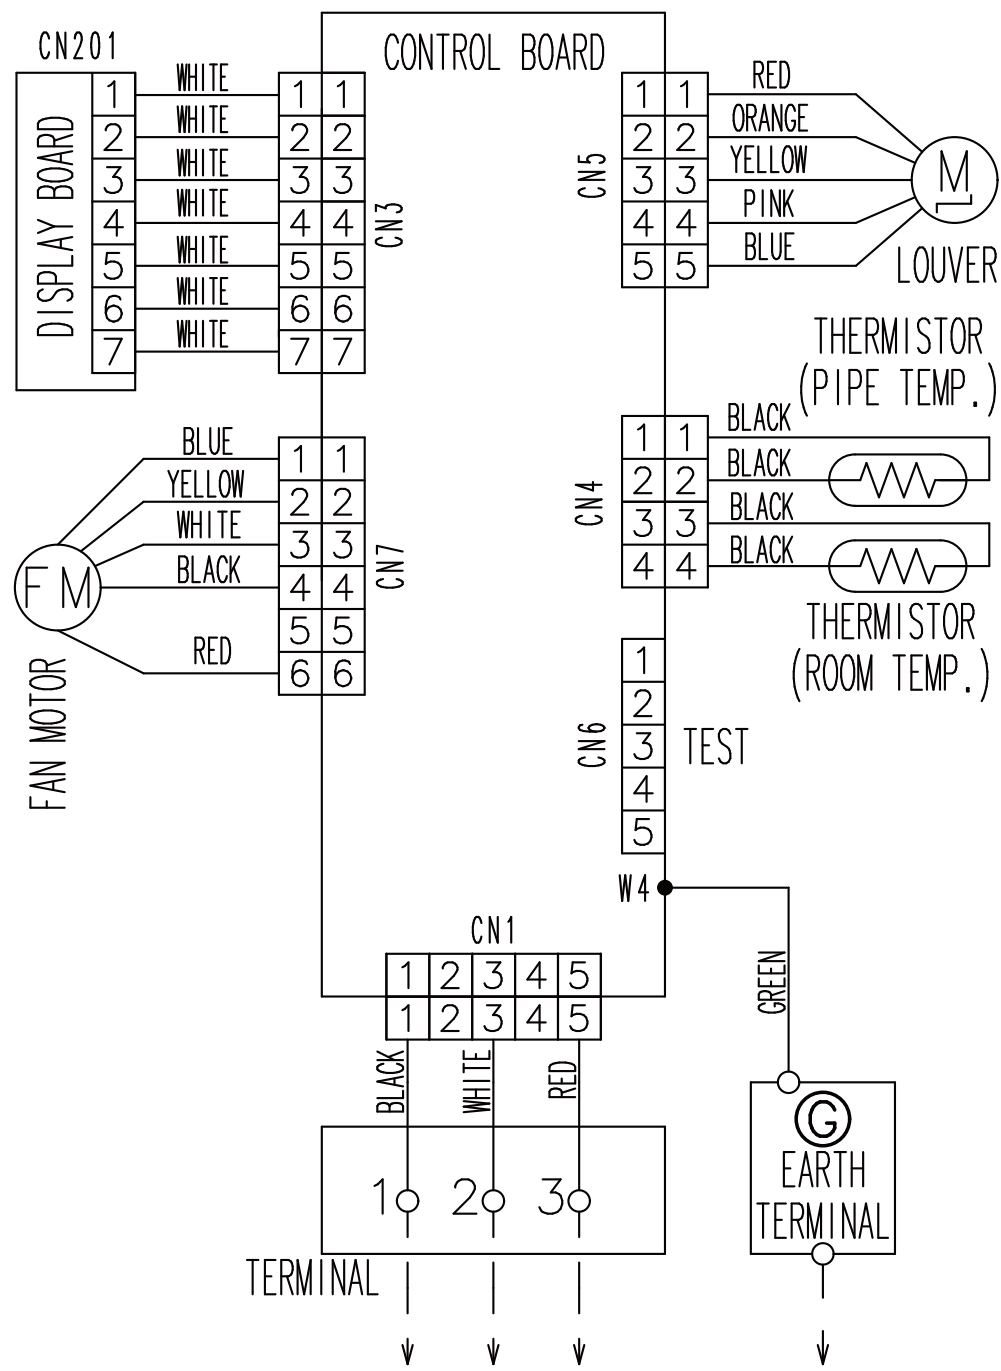 CONTROL BOARD
CN201
DISPLAY BOARD
1
2
3
4
5
6
7
WHITE
WHITE
WHITE
WHITE
WHITE
WHITE
WHITE
1 1
2 2
3 3
4 4
5 5
6 6
7 7
CN3
CN5
1 1
2 2
3 3
4 4
5 5
RED
ORANGE
YELLOW
PINK
BLUE
M
LOUVER
BLUE
YELLOW
WHITE
BLACK
RED
FM
FAN MOTOR
1 1
2 2
3 3
4 4
5 5
6 6
CN7
THERMISTOR
(PIPE TEMP.)
CN4
1 1
2 2
3 3
4 4
BLACK
BLACK
BLACK
BLACK
THERMISTOR
(ROOM TEMP.)
CN6
1
2
3
4
5
TEST
W4
GREEN
CN1
1 2 3 4 5
1 2 3 4 5
BLACK
WHITE
RED
1 2 3
TERMINAL
G
EARTH
TERMINAL